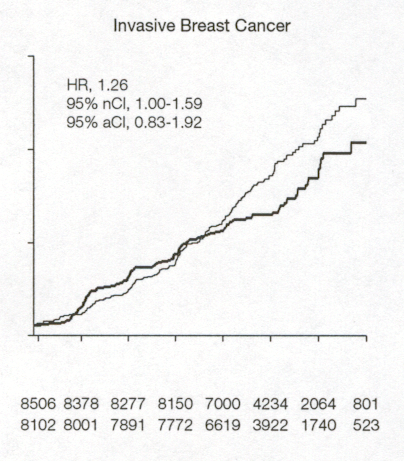 Invasive Breast Cancer
HR, 1.26
95% nCI, 1.00-1.59
95% aCI, 0.83-1.92
8506 8378 8277 8150 7000 4234 2064 801
8102 8001 7891 7772 6619 3922 1740 523